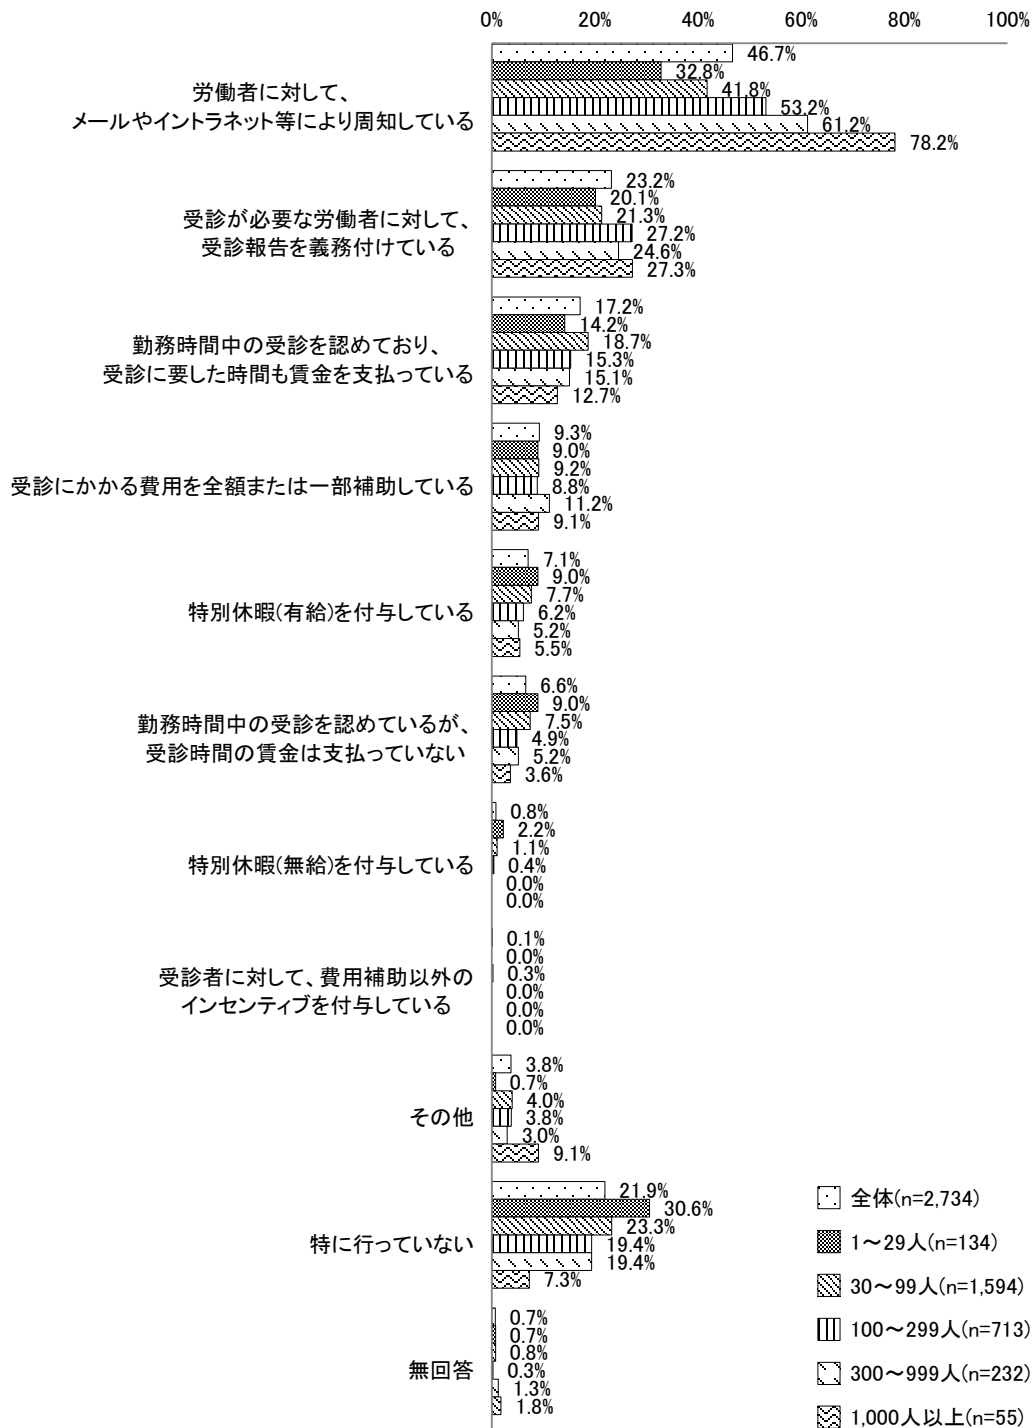 0% 20% 40% 60% 80% 100%
労働者に対して、
メールやイントラネット等により周知している
46.7%
32.8%
41.8%
53.2%
61.2%
78.2%
受診が必要な労働者に対して、
受診報告を義務付けている
23.2%
20.1%
21.3%
27.2%
24.6%
27.3%
勤務時間中の受診を認めており、
受診に要した時間も賃金を支払っている
17.2%
14.2%
18.7%
15.3%
15.1%
12.7%
受診にかかる費用を全額または一部補助している
9.3%
9.0%
9.2%
8.8%
11.2%
9.1%
特別休暇(有給)を付与している
7.1%
9.0%
7.7%
6.2%
5.2%
5.5%
勤務時間中の受診を認めているが、
受診時間の賃金は支払っていない
6.6%
9.0%
7.5%
4.9%
5.2%
3.6%
特別休暇(無給)を付与している
0.8%
2.2%
1.1%
0.4%
0.0%
0.0%
受診者に対して、費用補助以外の
インセンティブを付与している
0.1%
0.0%
0.3%
0.0%
0.0%
0.0%
その他
3.8%
0.7%
4.0%
3.8%
3.0%
9.1%
特に行っていない
21.9%
30.6%
23.3%
19.4%
19.4%
7.3%
無回答
0.7%
0.7%
0.8%
0.3%
1.3%
1.8%
全体(n=2,734)
1～29人(n=134)
30～99人(n=1,594)
100～299人(n=713)
300～999人(n=232)
1,000人以上(n=55)